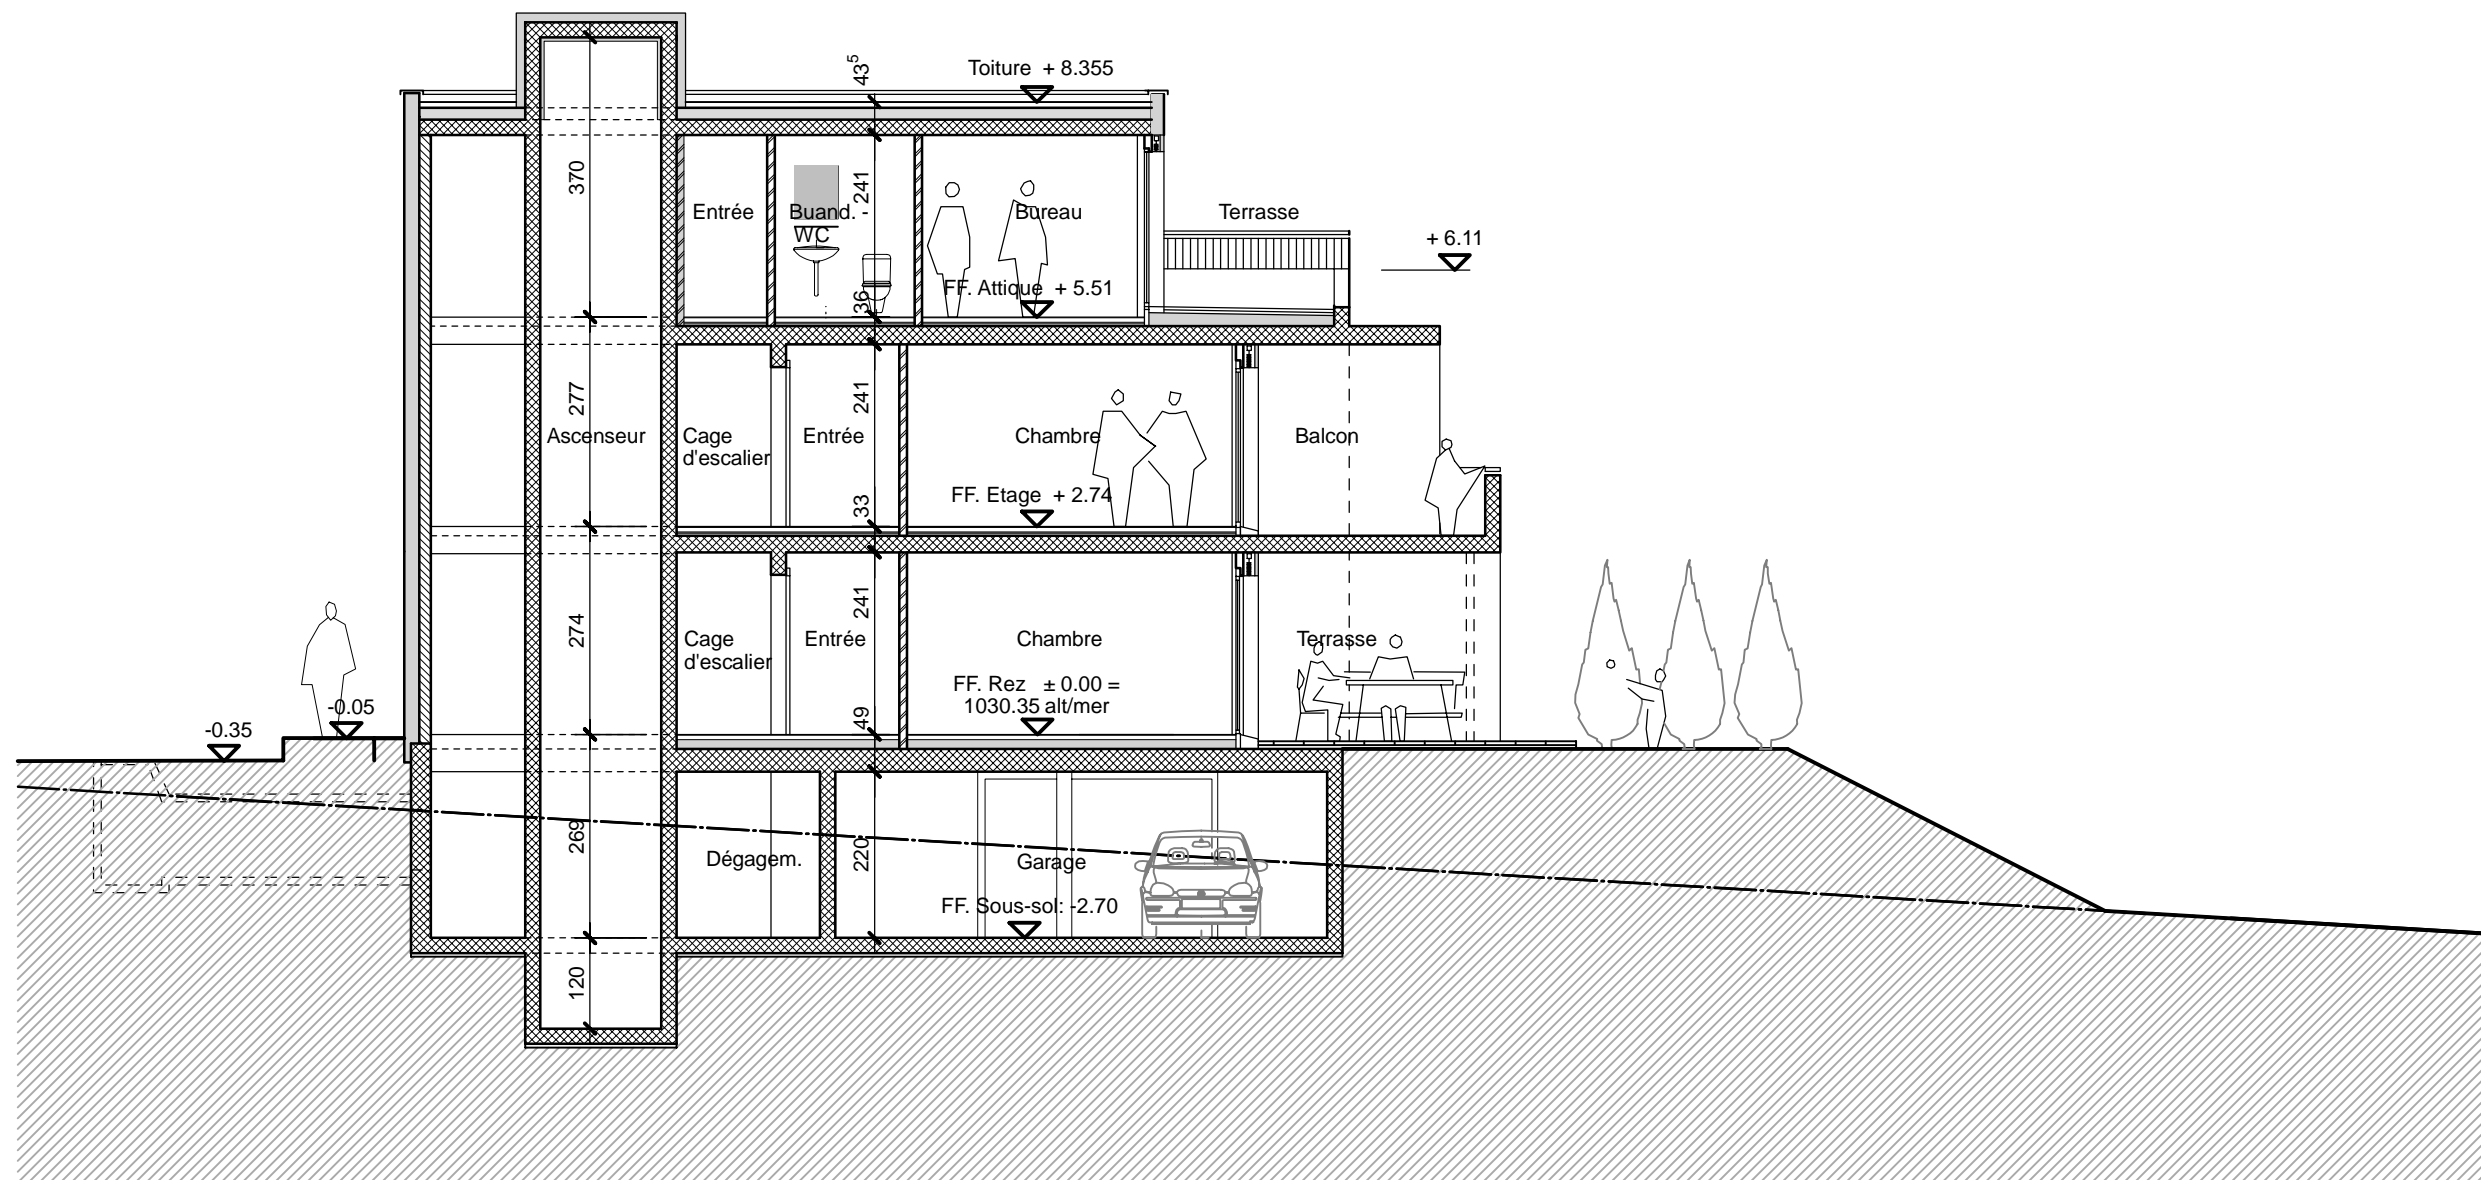 43⁵
Toiture + 8.355
370
241
Entrée
Buand. -
WC
Bureau
Terrasse
+ 6.11
36
FF. Attique + 5.51
277
241
Ascenseur
Cage
d'escalier
Entrée
Chambre
Balcon
33
FF. Etage + 2.74
274
241
Cage
d'escalier
Entrée
Chambre
Terrasse
FF. Rez ± 0.00 =
1030.35 alt/mer
49
-0.05
-0.35
269
220
Dégagem.
Garage
FF. Sous-sol: -2.70
120